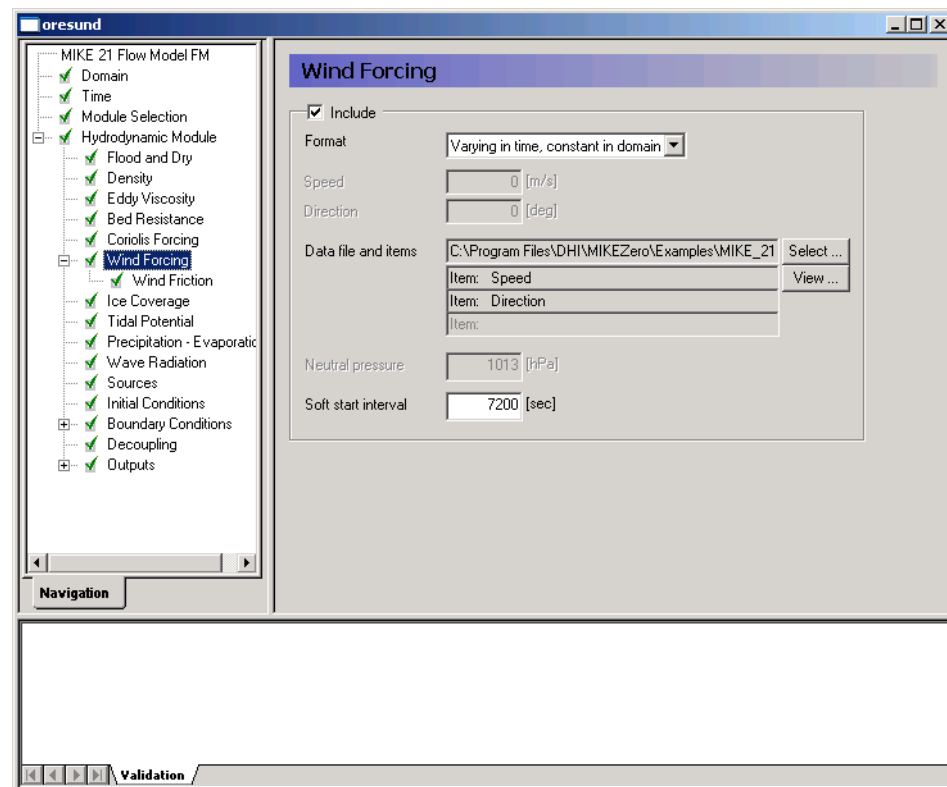 oresund
MIKE 21 Flow Model FM
Domain
Time
Module Selection
Hydrodynamic Module
Flood and Dry
Density
Eddy Viscosity
Bed Resistance
Coriolis Forcing
Wind Forcing
Wind Friction
Ice Coverage
Tidal Potential
Precipitation - Evaporatic
Wave Radiation
Sources
Initial Conditions
Boundary Conditions
Decoupling
Outputs
Navigation
Wind Forcing
Include
Format Varying in time, constant in domain
Speed 0 [m/s]
Direction 0 [deg]
Data file and items C:\Program Files\DHI\MIKEZero\Examples\MIKE_21 Select ...
Item: Speed View ...
Item: Direction
Item:
Neutral pressure 1013 [hPa]
Soft start interval 7200 [sec]
Validation